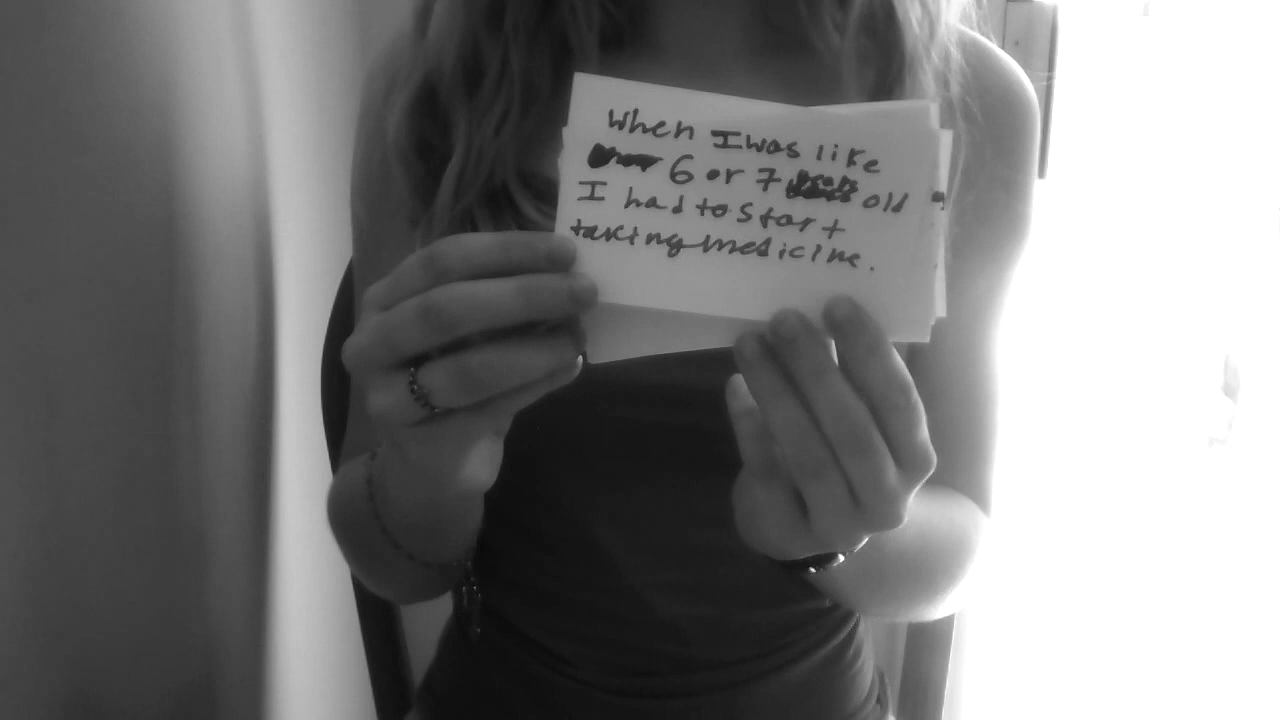 When I was like
6 or 7 old
I had to start
taking medicine.